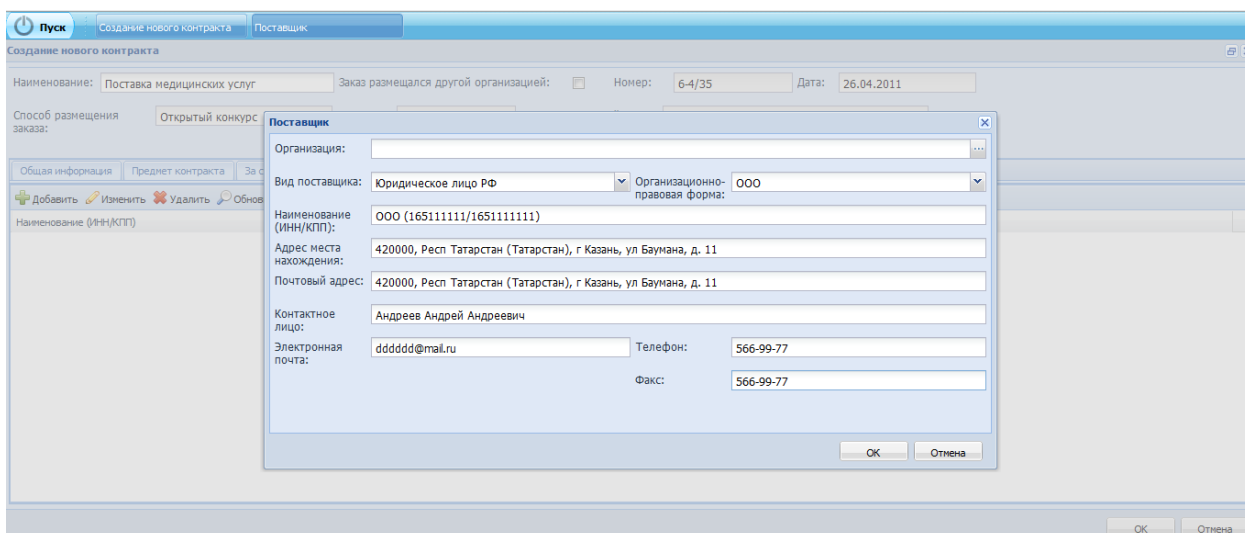 Пуск
Создание нового контракта
Поставщик
Создание нового контракта
Наименование: Поставка медицинских услуг Заказ размещался другой организацией: Номер: 6-4/35 Дата: 26.04.2011
Способ размещения
заказа:
Открытый конкурс
Поставщик
Организация:
Общая информация Предмет контракта
Вид поставщика: Юридическое лицо РФ Организационно-
правовая форма:
ООО
Добавить Изменить Удалить
Наименование (ИНН/КПП)
Наименование
(ИНН/КПП):
ООО (165111111/1651111111)
Адрес места
нахождения:
420000, Респ Татарстан (Татарстан), г Казань, ул Баумана, д. 11
Почтовый адрес: 420000, Респ Татарстан (Татарстан), г Казань, ул Баумана, д. 11
Контактное
лицо:
Андреев Андрей Андреевич
Электронная
почта:
dddddd@mail.ru
Телефон: 566-99-77
Факс: 566-99-77
OK Отмена
OK Отмена